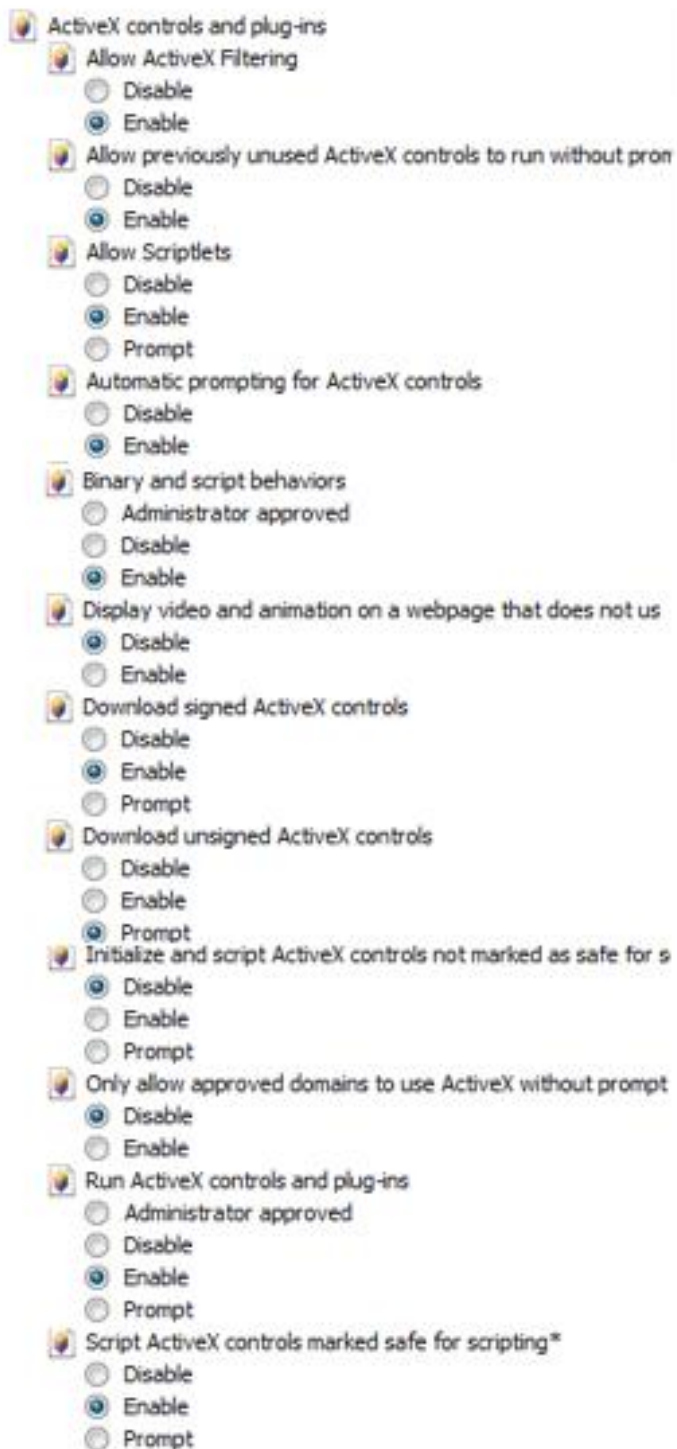 ActiveX controls and plug-ins
Allow ActiveX Filtering
Disable
Enable
Allow previously unused ActiveX controls to run without prom
Disable
Enable
Allow Scriptlets
Disable
Enable
Prompt
Automatic prompting for ActiveX controls
Disable
Enable
Binary and script behaviors
Administrator approved
Disable
Enable
Display video and animation on a webpage that does not us
Disable
Enable
Download signed ActiveX controls
Disable
Enable
Prompt
Download unsigned ActiveX controls
Disable
Enable
Prompt
Initialize and script ActiveX controls not marked as safe for s
Disable
Enable
Prompt
Only allow approved domains to use ActiveX without prompt
Disable
Enable
Run ActiveX controls and plug-ins
Administrator approved
Disable
Enable
Prompt
Script ActiveX controls marked safe for scripting*
Disable
Enable
Prompt